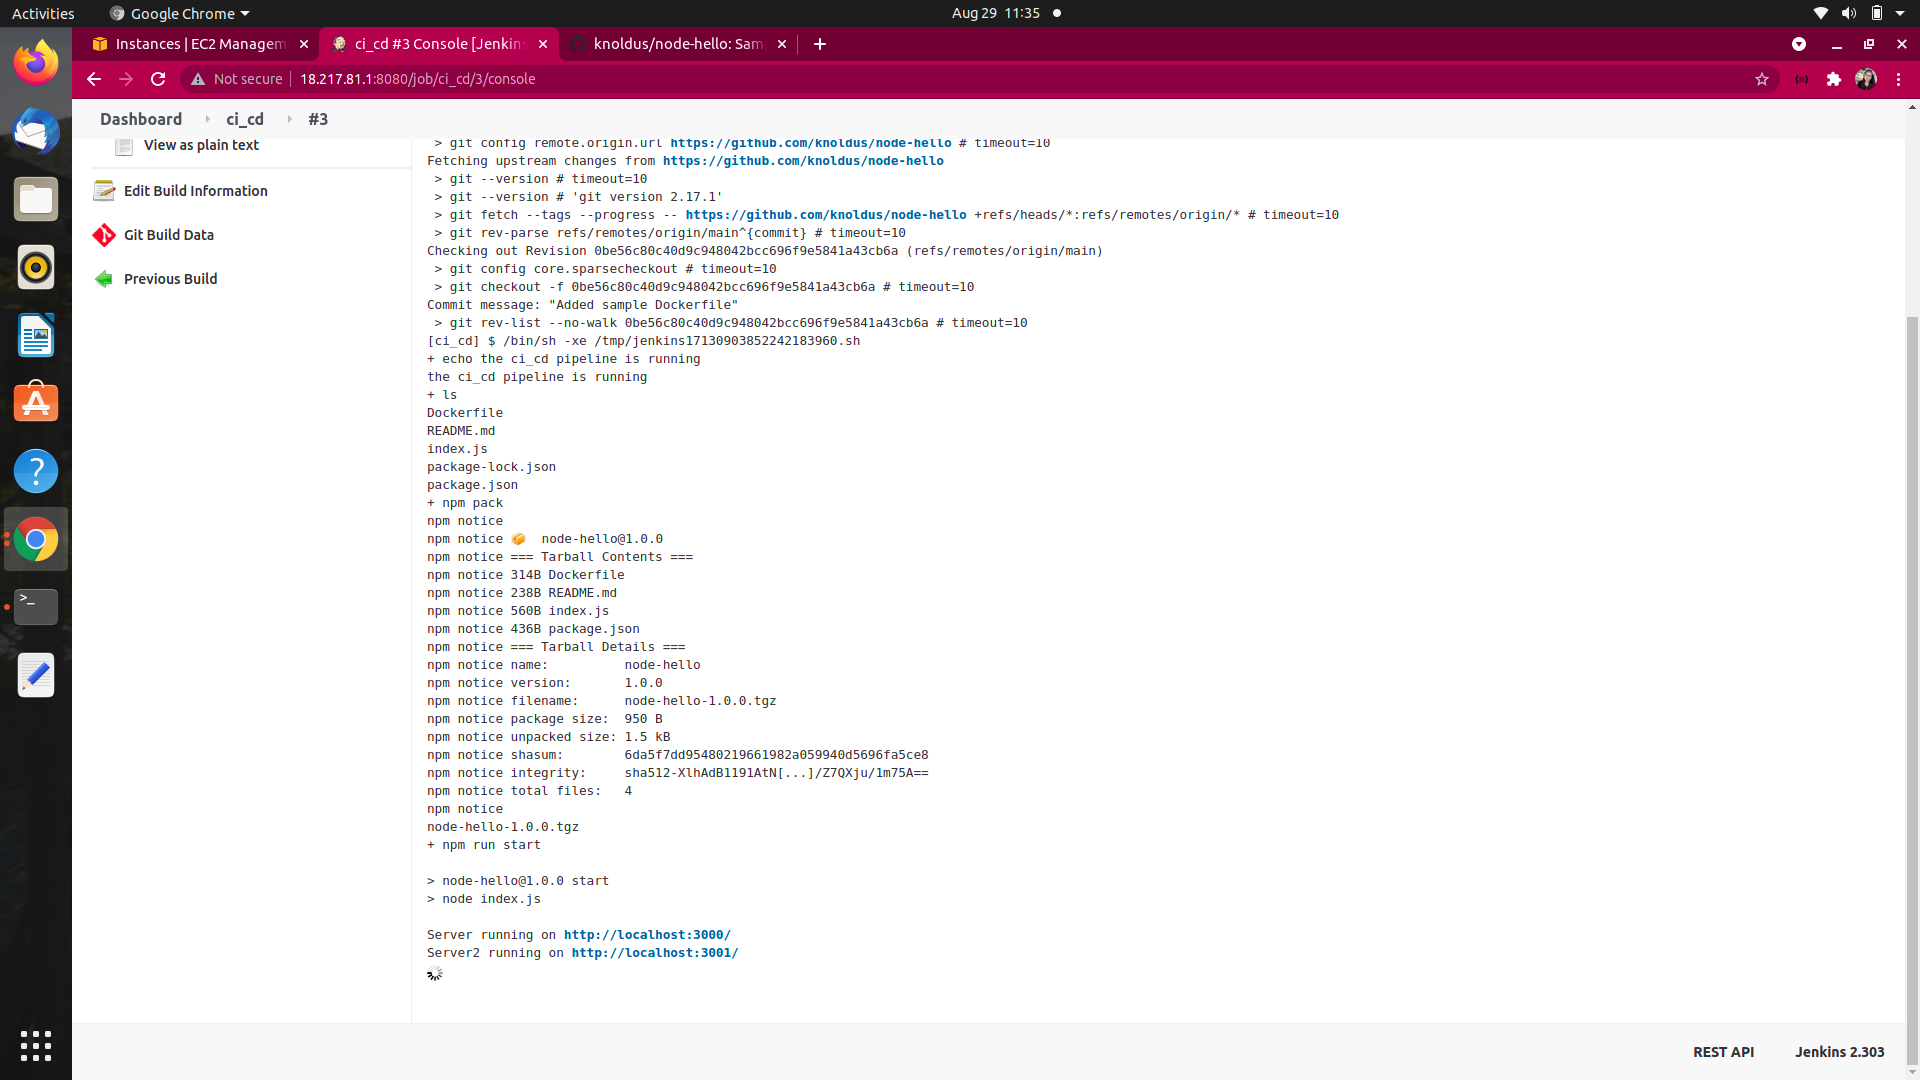 Activities
Google Chrome
Aug 29 11:35
Instances | EC2 Managem
ci_cd #3 Console [Jenkins
knoldus/node-hello: Sam
Not secure
18.217.81.1:8080/job/ci_cd/3/console
Dashboard
ci_cd
#3
View as plain text
Edit Build Information
Git Build Data
Previous Build
> git config remote.origin.url https://github.com/knoldus/node-hello # timeout=10
Fetching upstream changes from https://github.com/knoldus/node-hello
> git --version # timeout=10
> git --version # 'git version 2.17.1'
> git fetch --tags --progress -- https://github.com/knoldus/node-hello +refs/heads/*:refs/remotes/origin/* # timeout=10
> git rev-parse refs/remotes/origin/main^{commit} # timeout=10
Checking out Revision 0be56c80c40d9c948042bcc696f9e5841a43cb6a (refs/remotes/origin/main)
> git config core.sparsecheckout # timeout=10
> git checkout -f 0be56c80c40d9c948042bcc696f9e5841a43cb6a # timeout=10
Commit message: "Added sample Dockerfile"
> git rev-list --no-walk 0be56c80c40d9c948042bcc696f9e5841a43cb6a # timeout=10
[ci_cd] $ /bin/sh -xe /tmp/jenkins17130903852242183960.sh
+ echo the ci_cd pipeline is running
the ci_cd pipeline is running
+ ls
Dockerfile
README.md
index.js
package-lock.json
package.json
+ npm pack
npm notice
npm notice 📦  node-hello@1.0.0
npm notice === Tarball Contents ===
npm notice 314B Dockerfile
npm notice 238B README.md
npm notice 560B index.js
npm notice 436B package.json
npm notice === Tarball Details ===
npm notice name:          node-hello
npm notice version:       1.0.0
npm notice filename:      node-hello-1.0.0.tgz
npm notice package size:  950 B
npm notice unpacked size: 1.5 kB
npm notice shasum:        6da5f7dd95480219661982a059940d5696fa5ce8
npm notice integrity:     sha512-XlhAdB1191AtN[...]/Z7QXju/1m75A==
npm notice total files:   4
npm notice
node-hello-1.0.0.tgz
+ npm run start
> node-hello@1.0.0 start
> node index.js
Server running on http://localhost:3000/
Server2 running on http://localhost:3001/
REST API
Jenkins 2.303